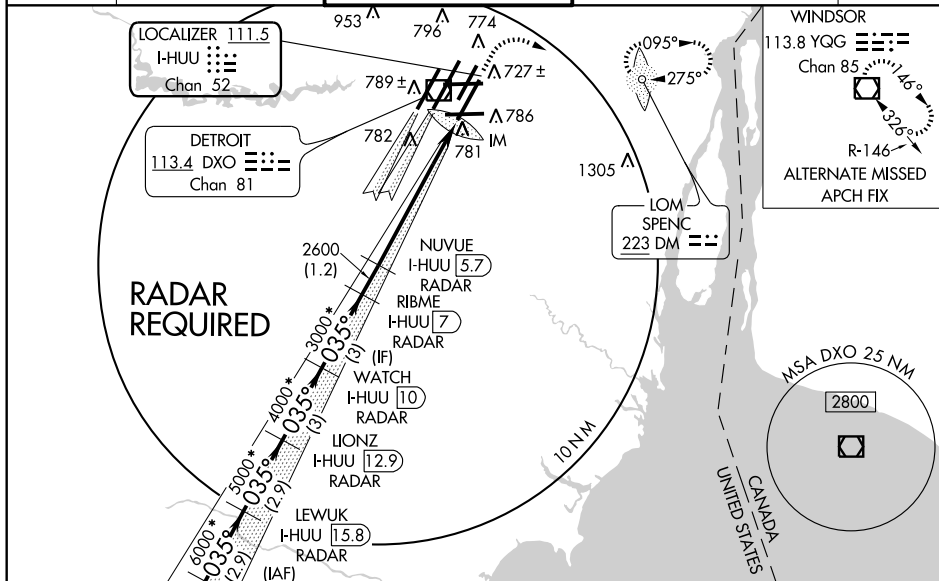 953
796
774
LOCALIZER 111.5
I-HUU
Chan 52
789 ±
727 ±
786
IM
782
781
DETROIT
113.4 DXO
Chan 81
095°
275°
1305
LOM
SPENC
223 DM
WINDSOR
113.8 YQG
Chan 85
146°
326°
R-146
ALTERNATE MISSED
APCH FIX
RADAR
REQUIRED
2600
(1.2)
NUVUE
I-HUU 5.7
RADAR
RIBME
I-HUU 7
RADAR
3000*
035°
(3)
(IF)
WATCH
I-HUU 10
RADAR
4000*
035°
(3)
LIONZ
I-HUU 12.9
RADAR
5000*
035°
(2.9)
LEWUK
I-HUU 15.8
RADAR
(IAF)
6000*
035°
(2.9)
10 NM
MSA DXO 25 NM
2800
CANADA
UNITED STATES